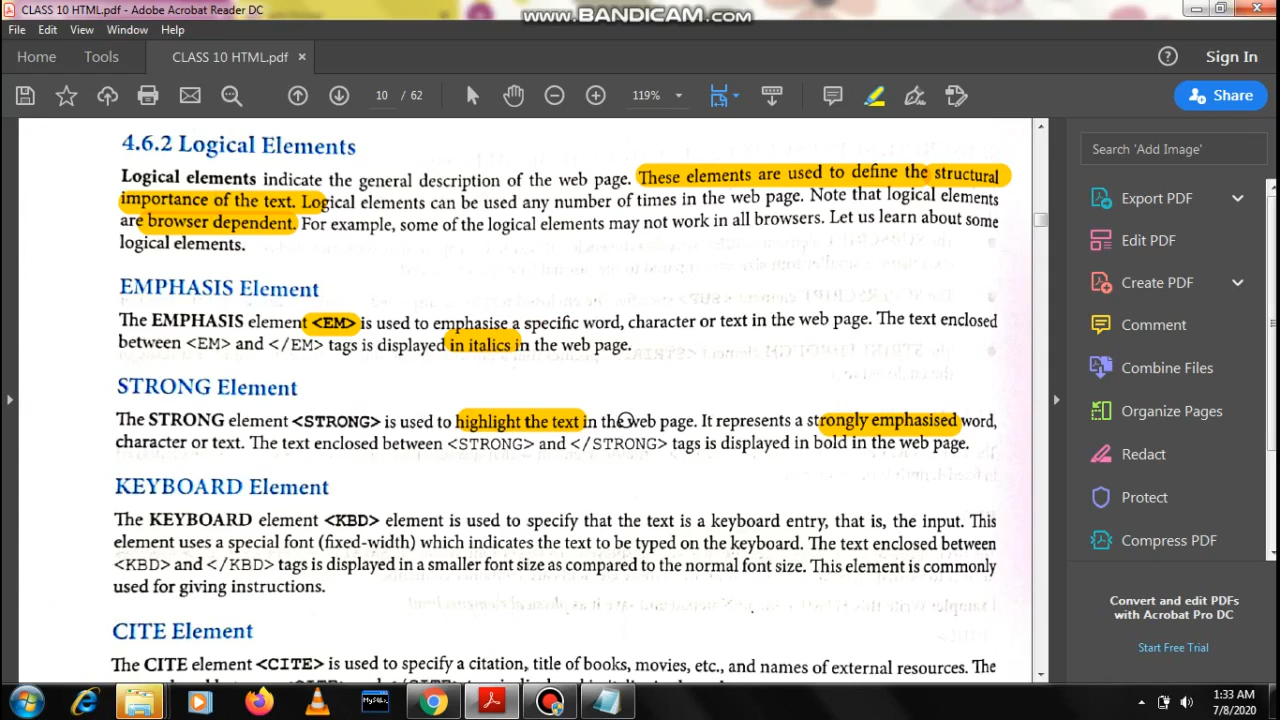 CLASS 10 HTML.pdf - Adobe Acrobat Reader DC
www.BANDICAM.com
File Edit View Window Help
Home Tools CLASS 10 HTML.pdf × ? Sign In
10 / 62 119% Share
4.6.2 Logical Elements
Logical elements indicate the general description of the web page. These elements are used to define the structural
importance of the text. Logical elements can be used any number of times in the web page. Note that logical elements
are browser dependent. For example, some of the logical elements may not work in all browsers. Let us learn about some
logical elements.
EMPHASIS Element
The EMPHASIS element <EM> is used to emphasise a specific word, character or text in the web page. The text enclosed
between <EM> and </EM> tags is displayed in italics in the web page.
STRONG Element
The STRONG element <STRONG> is used to highlight the text in the web page. It represents a strongly emphasised word,
character or text. The text enclosed between <STRONG> and </STRONG> tags is displayed in bold in the web page.
KEYBOARD Element
The KEYBOARD element <KBD> element is used to specify that the text is a keyboard entry, that is, the input. This
element uses a special font (fixed-width) which indicates the text to be typed on the keyboard. The text enclosed between
<KBD> and </KBD> tags is displayed in a smaller font size as compared to the normal font size. This element is commonly
used for giving instructions.
CITE Element
The CITE element <CITE> is used to specify a citation, title of books, movies, etc., and names of external resources. The
Search 'Add Image'
Export PDF
Edit PDF
Create PDF
Comment
Combine Files
Organize Pages
Redact
Protect
Compress PDF
Convert and edit PDFs
with Acrobat Pro DC
Start Free Trial
MySQL
1:33 AM
7/8/2020